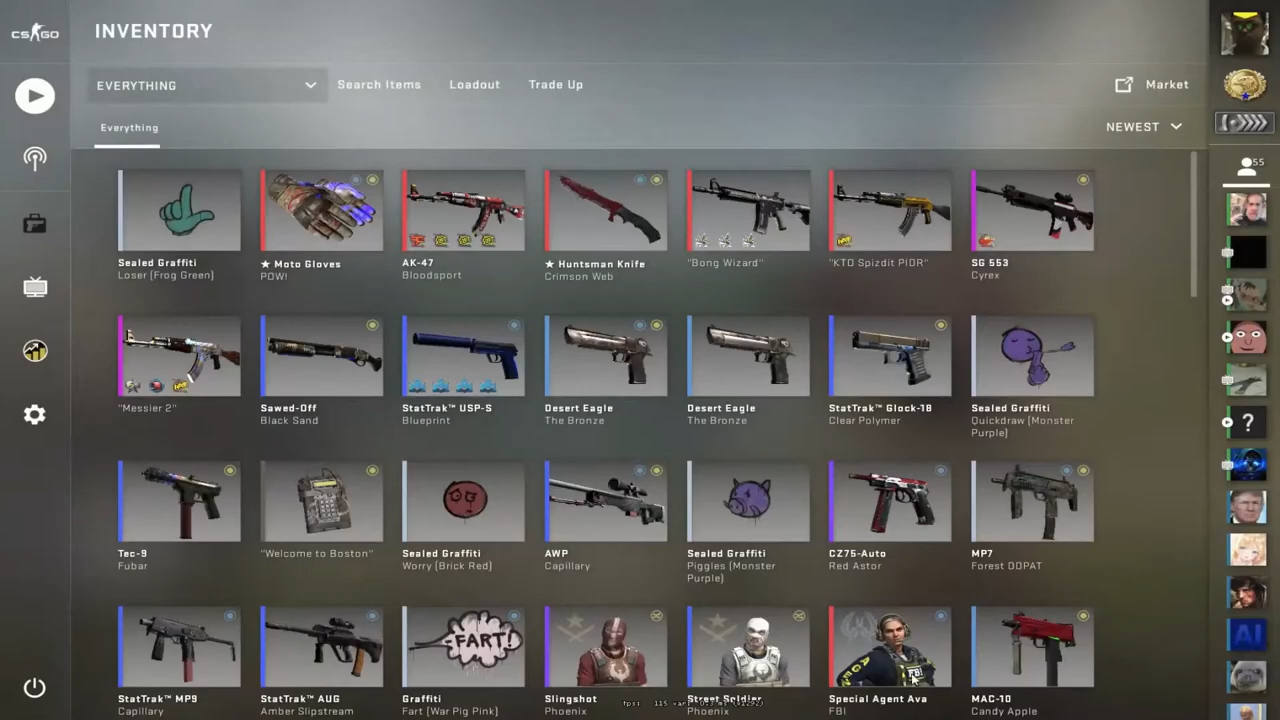 CS GO
INVENTORY
EVERYTHING
Search Items
Loadout
Trade Up
Market
Everything
NEWEST
55
Sealed Graffiti
Loser (Frog Green)
★ Moto Gloves
POW!
AK-47
Bloodsport
★ Huntsman Knife
Crimson Web
"Bong Wizard"
"KTO Spizdit PIDR"
SG 553
Cyrex
"Messier 2"
Sawed-Off
Black Sand
StatTrak™ USP-S
Blueprint
Desert Eagle
The Bronze
Desert Eagle
The Bronze
StatTrak™ Glock-18
Clear Polymer
Sealed Graffiti
Quickdraw (Monster
Purple)
?
Tec-9
Fubar
"Welcome to Boston"
Sealed Graffiti
Worry (Brick Red)
AWP
Capillary
Sealed Graffiti
Piggles (Monster
Purple)
CZ75-Auto
Red Astor
MP7
Forest DDPAT
FART!
FBI
AI
StatTrak™ MP9
Capillary
StatTrak™ AUG
Amber Slipstream
Graffiti
Fart (War Pig Pink)
Slingshot
Phoenix
Street Soldier
Phoenix
Special Agent Ava
FBI
MAC-10
Candy Apple
fps: 115